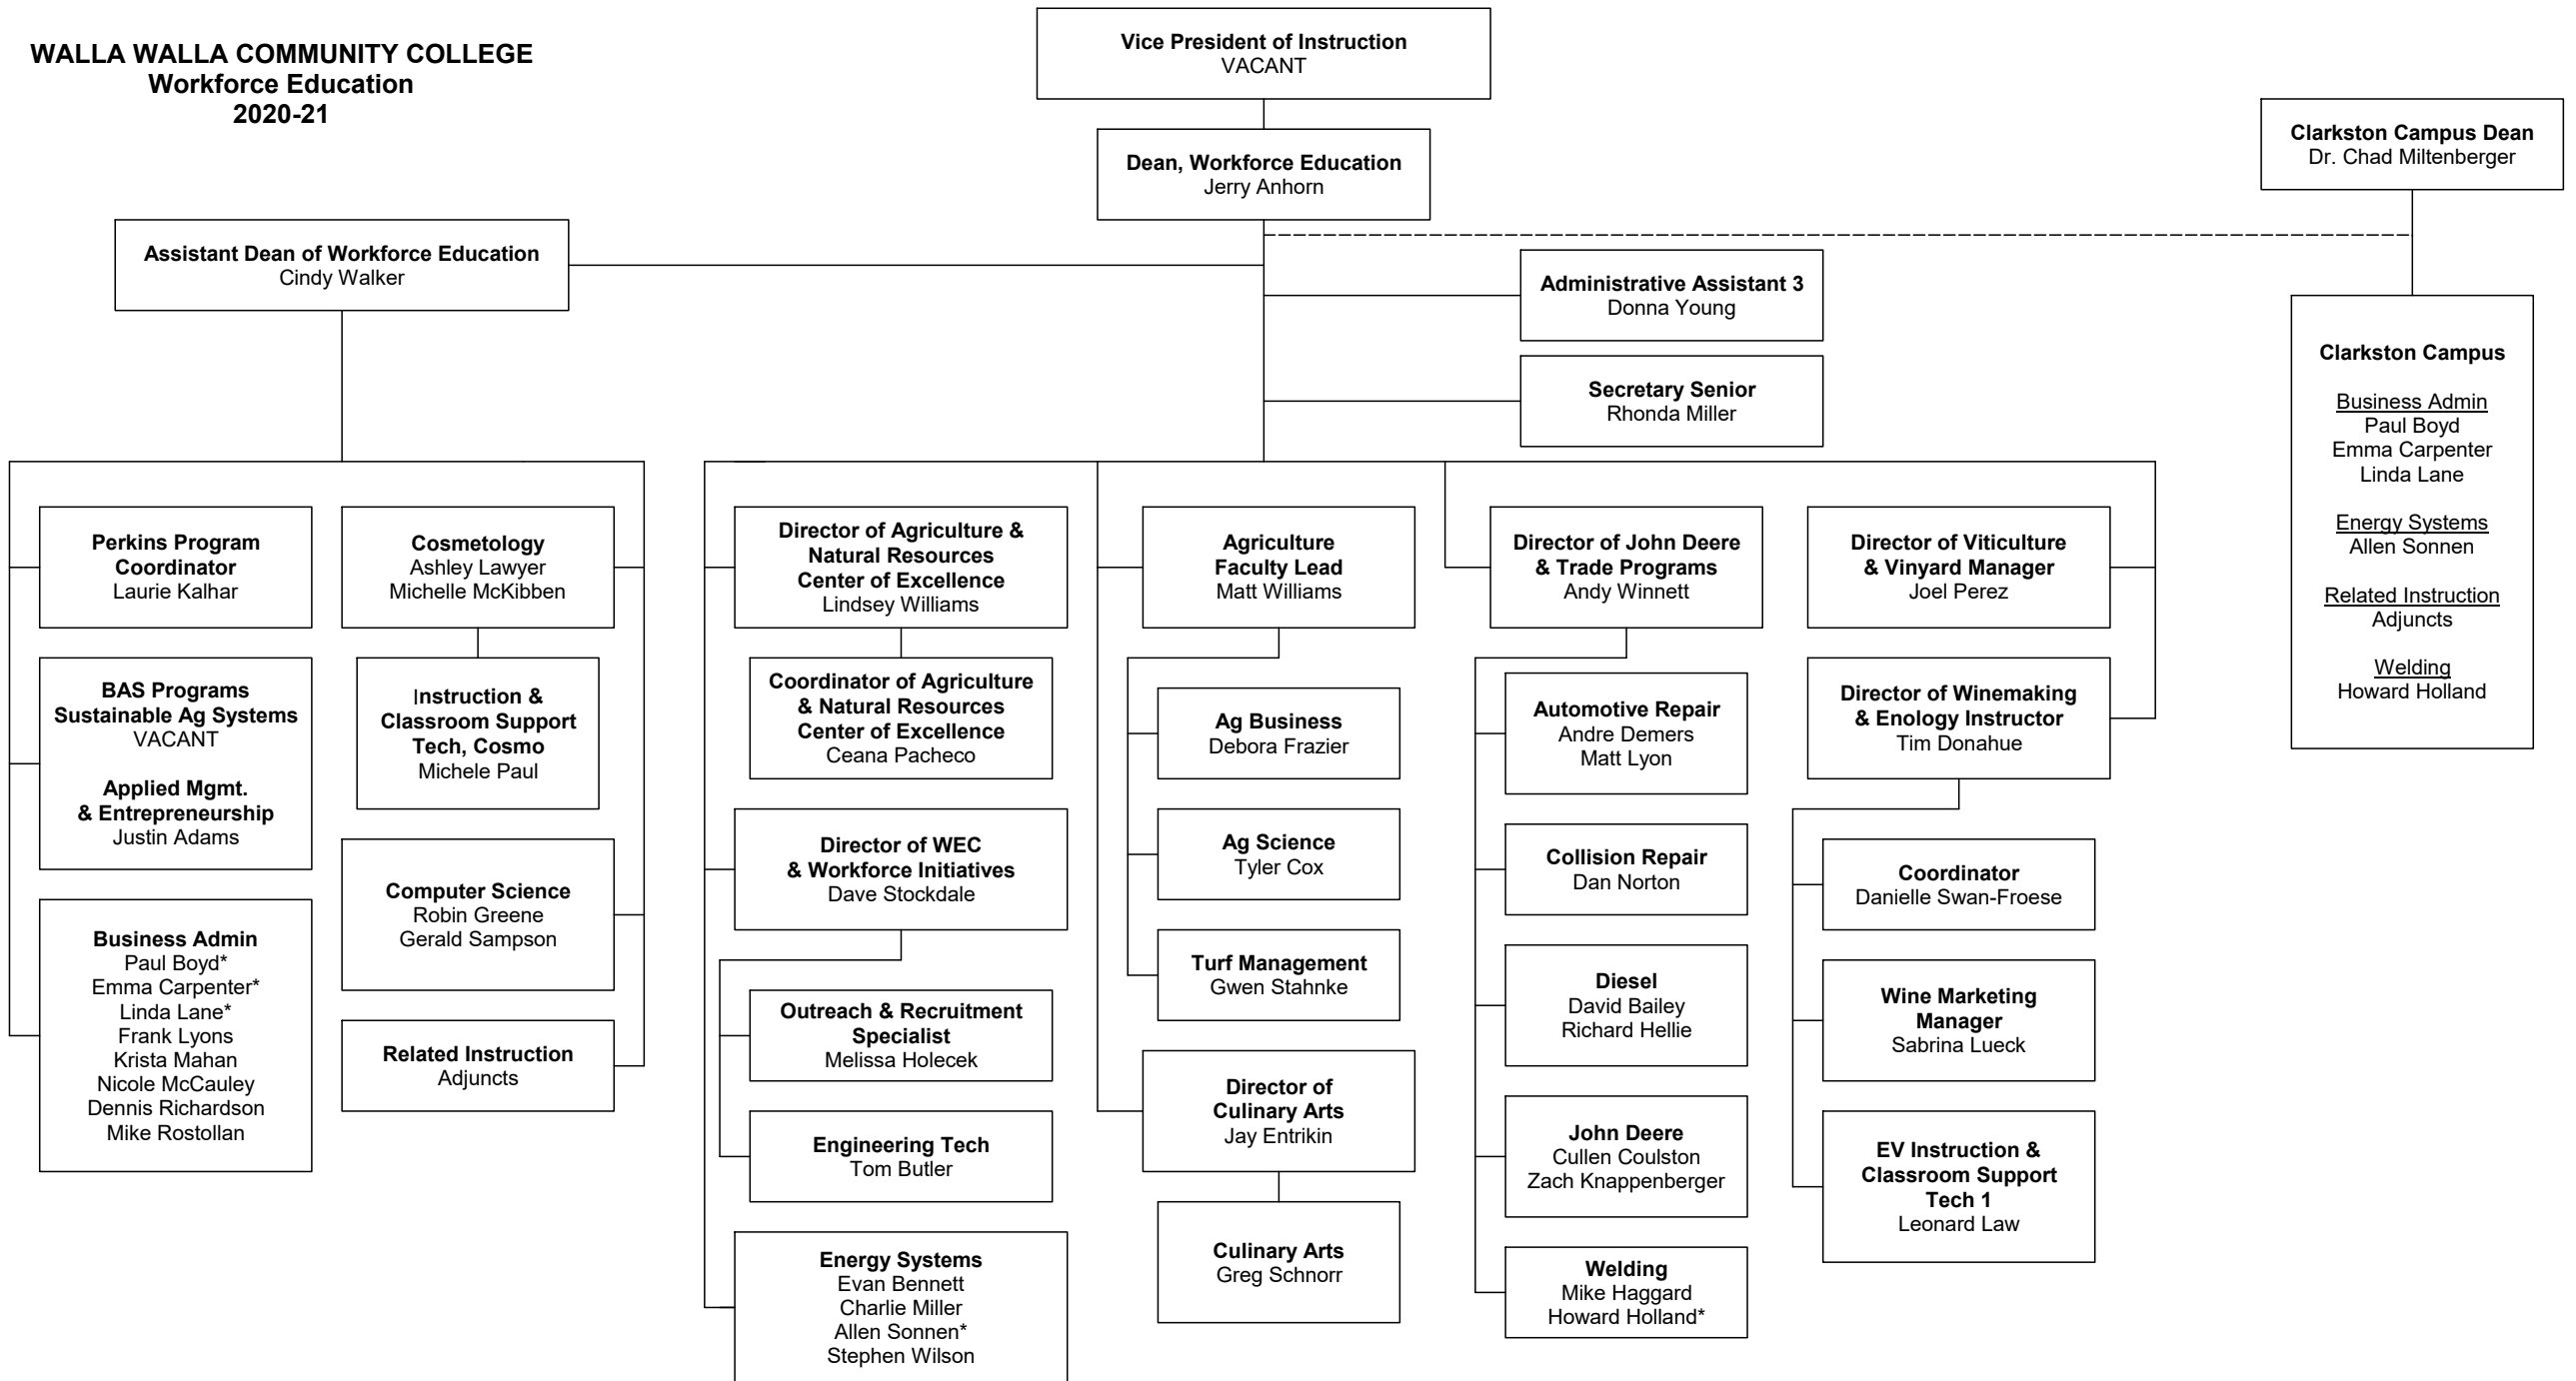 WALLA WALLA COMMUNITY COLLEGE
Workforce Education
2020-21
Vice President of Instruction
VACANT
Dean, Workforce Education
Jerry Anhorn
Clarkston Campus Dean
Dr. Chad Miltenberger
Assistant Dean of Workforce Education
Cindy Walker
Administrative Assistant 3
Donna Young
Secretary Senior
Rhonda Miller
Perkins Program
Coordinator
Laurie Kalhar
BAS Programs
Sustainable Ag Systems
VACANT
Applied Mgmt.
& Entrepreneurship
Justin Adams
Business Admin
Paul Boyd*
Emma Carpenter*
Linda Lane*
Frank Lyons
Krista Mahan
Nicole McCauley
Dennis Richardson
Mike Rostollan
Cosmetology
Ashley Lawyer
Michelle McKibben
Instruction &
Classroom Support
Tech, Cosmo
Michele Paul
Computer Science
Robin Greene
Gerald Sampson
Related Instruction
Adjuncts
Director of Agriculture &
Natural Resources
Center of Excellence
Lindsey Williams
Coordinator of Agriculture
& Natural Resources
Center of Excellence
Ceana Pacheco
Director of WEC
& Workforce Initiatives
Dave Stockdale
Outreach & Recruitment
Specialist
Melissa Holecek
Engineering Tech
Tom Butler
Energy Systems
Evan Bennett
Charlie Miller
Allen Sonnen*
Stephen Wilson
Agriculture
Faculty Lead
Matt Williams
Ag Business
Debora Frazier
Ag Science
Tyler Cox
Turf Management
Gwen Stahnke
Director of
Culinary Arts
Jay Entrikin
Culinary Arts
Greg Schnorr
Director of John Deere
& Trade Programs
Andy Winnett
Automotive Repair
Andre Demers
Matt Lyon
Collision Repair
Dan Norton
Diesel
David Bailey
Richard Hellie
John Deere
Cullen Coulston
Zach Knappenberger
Welding
Mike Haggard
Howard Holland*
Director of Viticulture
& Vinyard Manager
Joel Perez
Director of Winemaking
& Enology Instructor
Tim Donahue
Coordinator
Danielle Swan-Froese
Wine Marketing
Manager
Sabrina Lueck
EV Instruction &
Classroom Support
Tech 1
Leonard Law
Clarkston Campus
Business Admin
Paul Boyd
Emma Carpenter
Linda Lane
Energy Systems
Allen Sonnen
Related Instruction
Adjuncts
Welding
Howard Holland